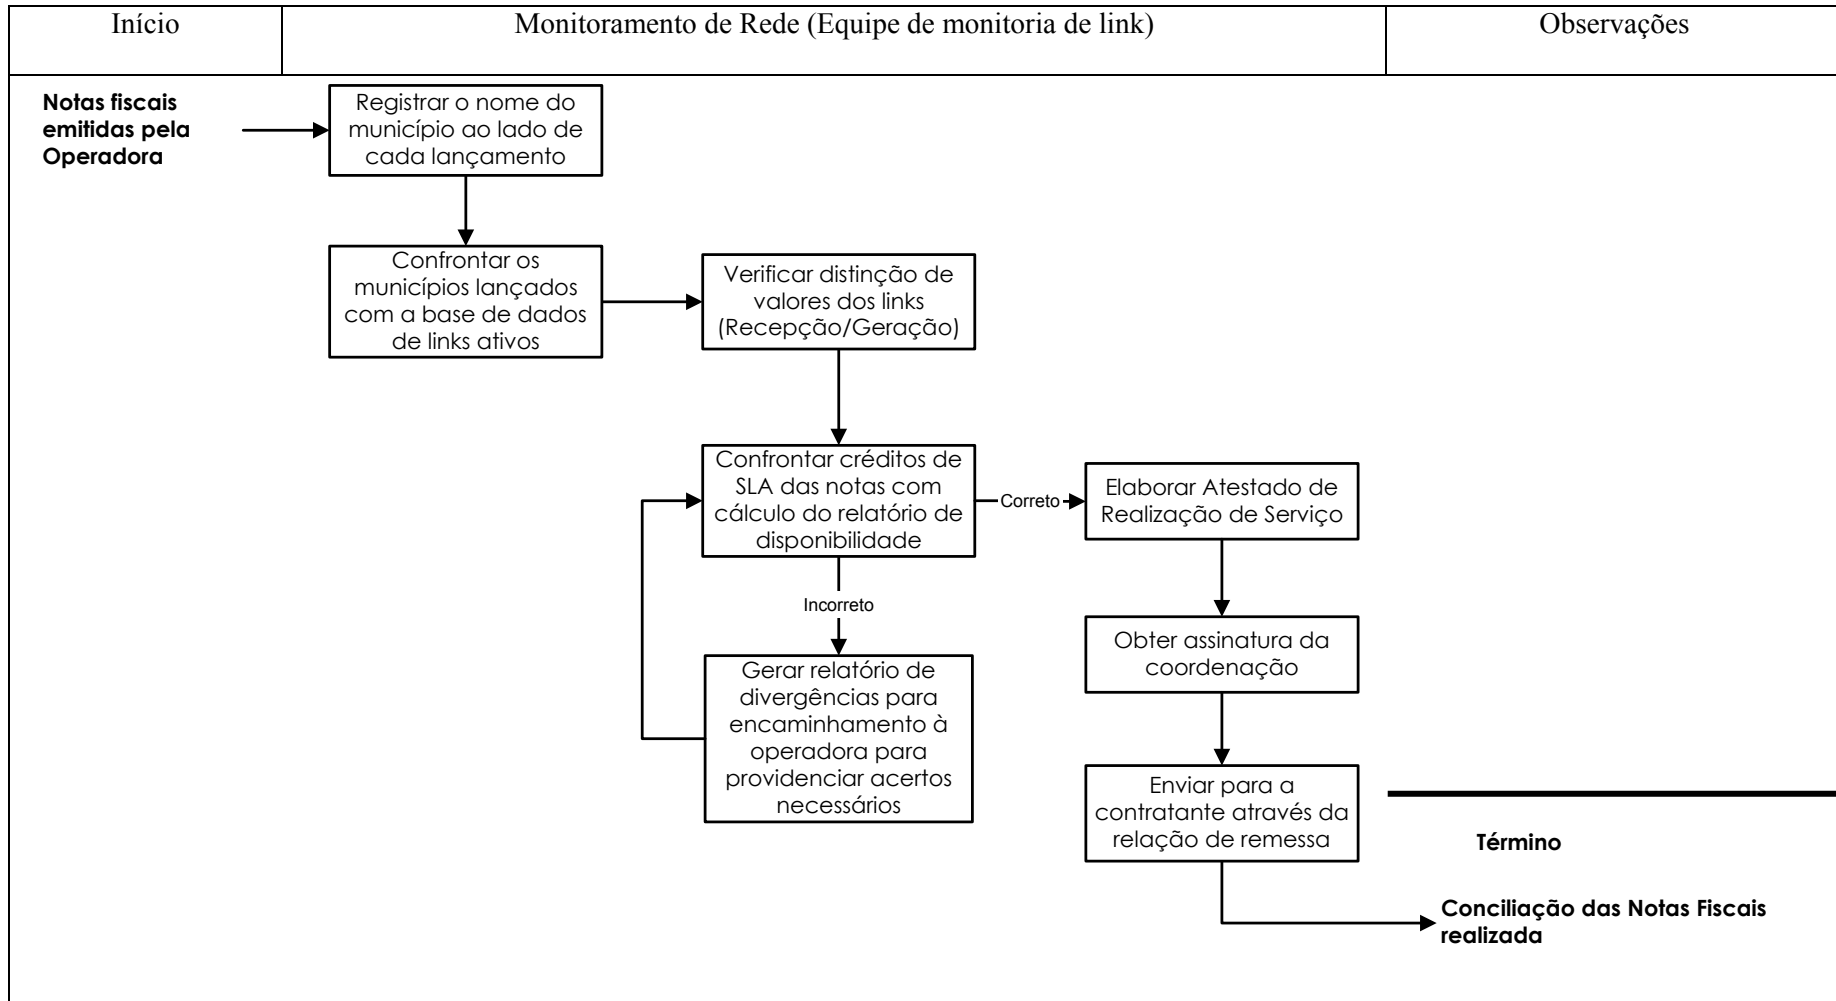 Início
Monitoramento de Rede (Equipe de monitoria de link)
Observações
Notas fiscais
emitidas pela
Operadora
Registrar o nome do
município ao lado de
cada lançamento
Confrontar os
municípios lançados
com a base de dados
de links ativos
Verificar distinção de
valores dos links
(Recepção/Geração)
Confrontar créditos de
SLA das notas com
cálculo do relatório de
disponibilidade
Correto
Elaborar Atestado de
Realização de Serviço
Incorreto
Obter assinatura da
coordenação
Gerar relatório de
divergências para
encaminhamento à
operadora para
providenciar acertos
necessários
Enviar para a
contratante através da
relação de remessa
Término
Conciliação das Notas Fiscais
realizada